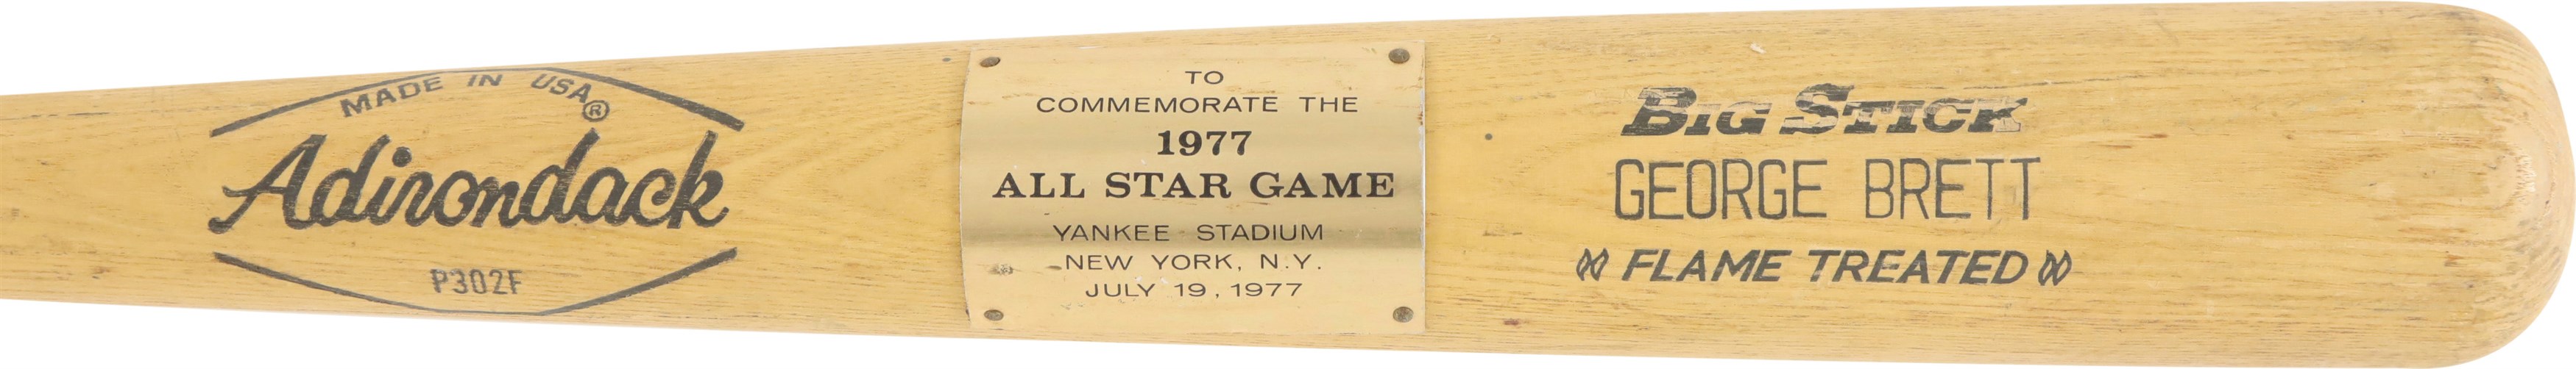 MADE IN USA®
Adirondack
P302F
TO
COMMEMORATE THE
1977
ALL STAR GAME
YANKEE STADIUM
NEW YORK, N.Y.
JULY 19, 1977
BIG STICK
GEORGE BRETT
FLAME TREATED